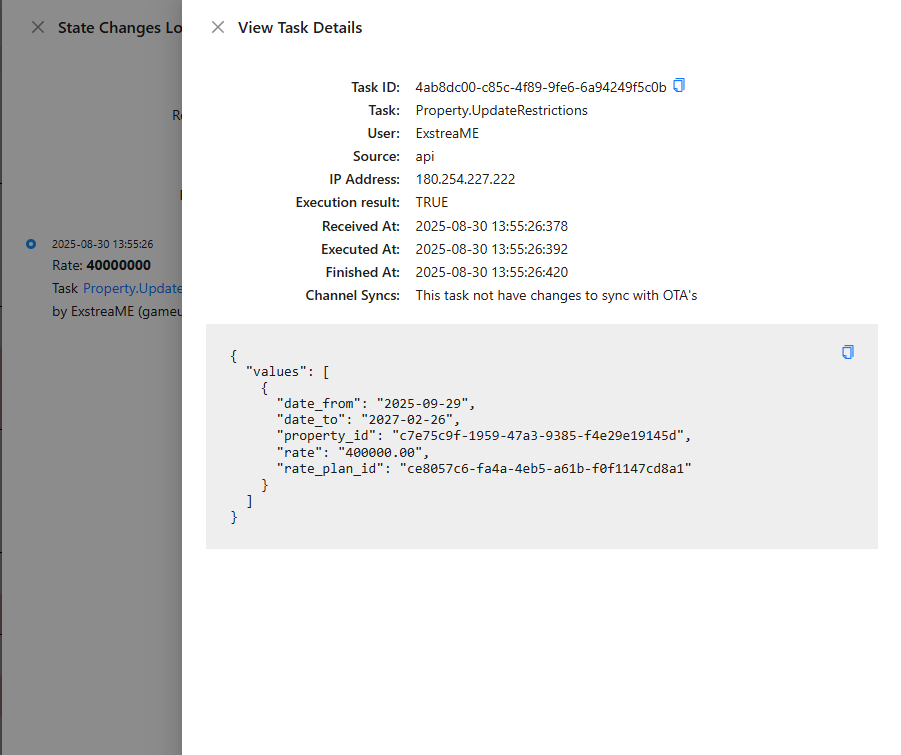 State Changes Lo
2025-08-30 13:55:26
Rate: 40000000
Task Property.Update
by ExstreaME (gameu
View Task Details
Task ID: 4ab8dc00-c85c-4f89-9fe6-6a94249f5c0b
Task: Property.UpdateRestrictions
User: ExstreaME
Source: api
IP Address: 180.254.227.222
Execution result: TRUE
Received At: 2025-08-30 13:55:26:378
Executed At: 2025-08-30 13:55:26:392
Finished At: 2025-08-30 13:55:26:420
Channel Syncs: This task not have changes to sync with OTA's
{
"values": [
{
"date_from": "2025-09-29",
"date_to": "2027-02-26",
"property_id": "c7e75c9f-1959-47a3-9385-f4e29e19145d",
"rate": "400000.00",
"rate_plan_id": "ce8057c6-fa4a-4eb5-a61b-f0f1147cd8a1"
}
]
}